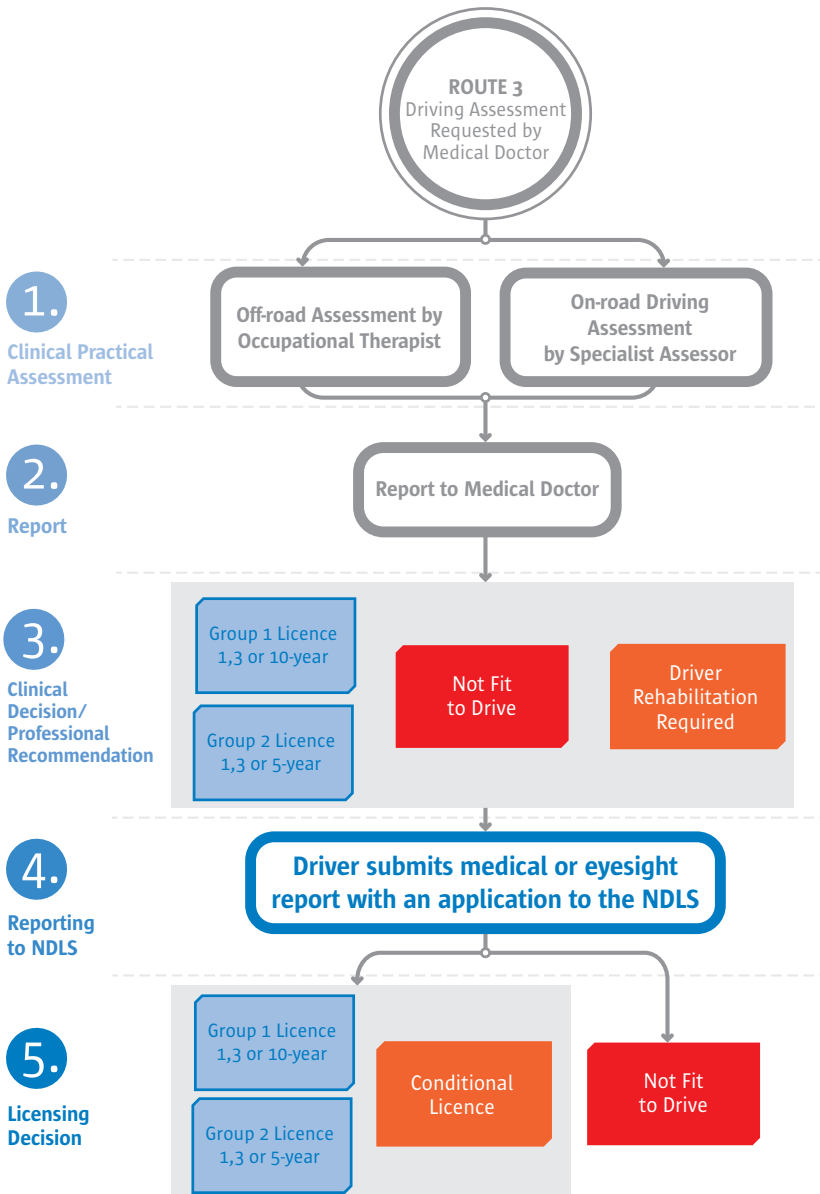 ROUTE 3
Driving Assessment
Requested by
Medical Doctor
1.
Clinical Practical
Assessment
Off-road Assessment by
Occupational Therapist
On-road Driving
Assessment
by Specialist Assessor
2.
Report
Report to Medical Doctor
3.
Clinical
Decision/
Professional
Recommendation
Group 1 Licence
1,3 or 10-year
Group 2 Licence
1,3 or 5-year
Not Fit
to Drive
Driver
Rehabilitation
Required
4.
Reporting
to NDLS
Driver submits medical or eyesight
report with an application to the NDLS
5.
Licensing
Decision
Group 1 Licence
1,3 or 10-year
Group 2 Licence
1,3 or 5-year
Conditional
Licence
Not Fit
to Drive